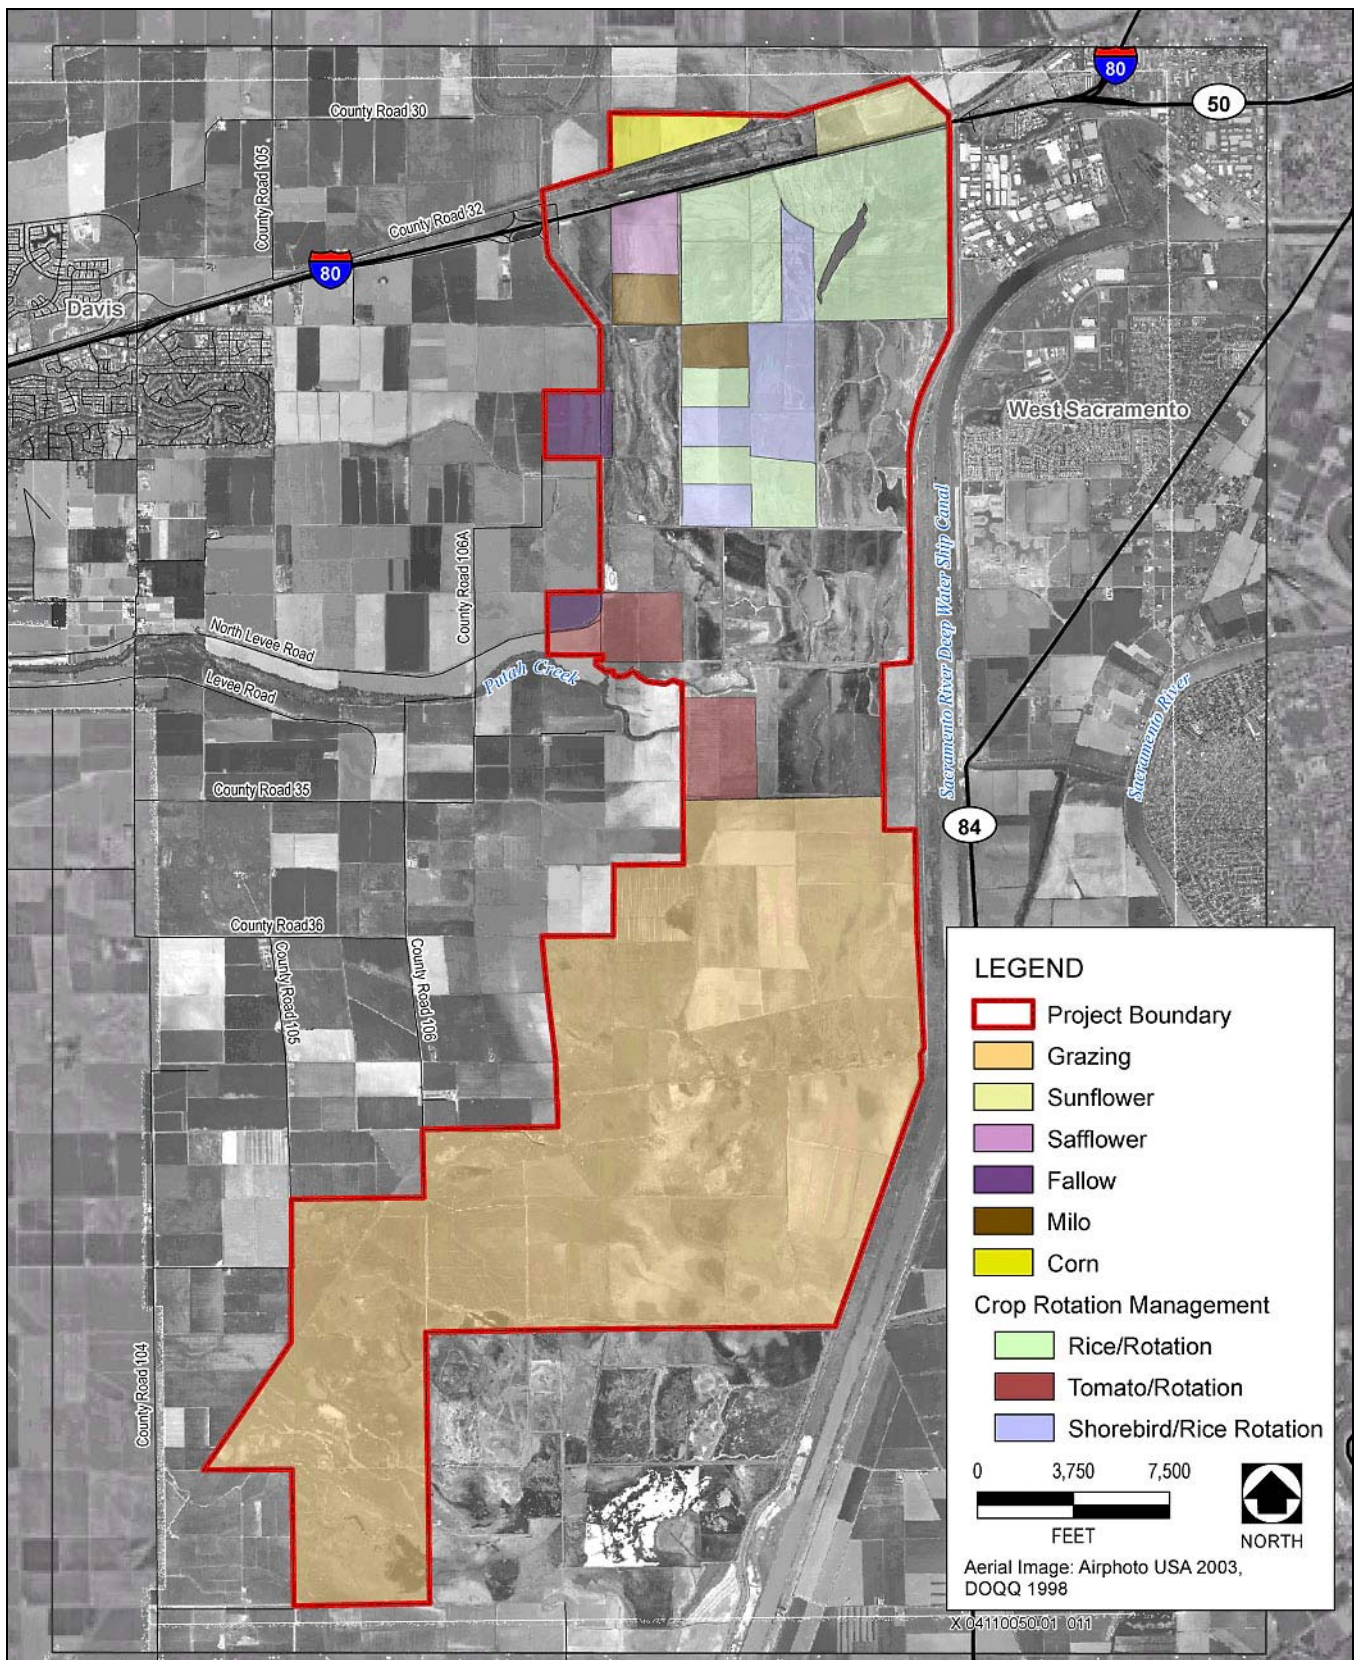 80
50
County Road 30
County Road 105
County Road 32
80
Davis
West Sacramento
County Road 106A
Sacramento River Deep Water Ship Canal
North Levee Road
Putah Creek
Levee Road
Sacramento River
County Road 35
84
County Road36
County Road 105
County Road 106
County Road 104
LEGEND
Project Boundary
Grazing
Sunflower
Safflower
Fallow
Milo
Corn
Crop Rotation Management
Rice/Rotation
Tomato/Rotation
Shorebird/Rice Rotation
0 3,750 7,500
FEET
NORTH
Aerial Image: Airphoto USA 2003,
DOQQ 1998
X 04110050.01 011